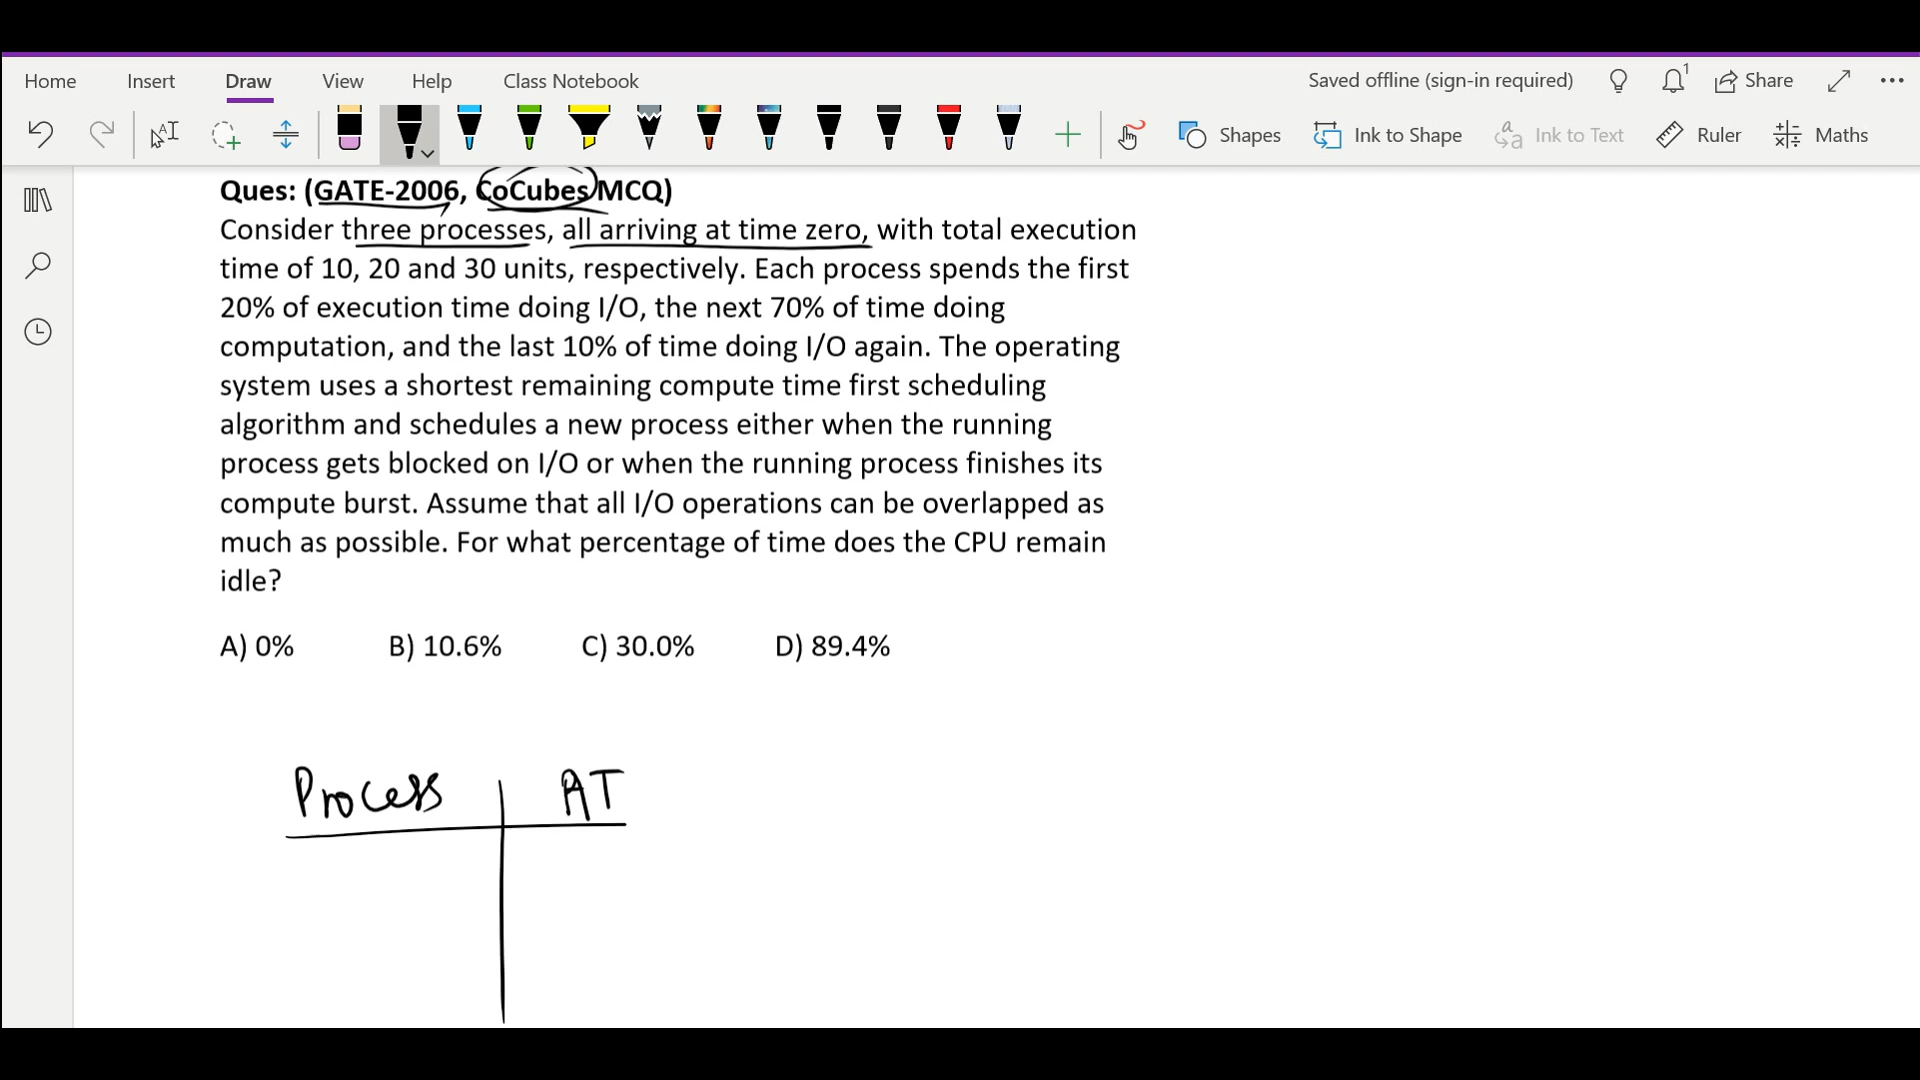 Home Insert Draw View Help Class Notebook Saved offline (sign-in required) 1 Share
Shapes Ink to Shape Ink to Text Ruler Maths
Ques: (GATE-2006, CoCubes MCQ)
Consider three processes, all arriving at time zero, with total execution
time of 10, 20 and 30 units, respectively. Each process spends the first
20% of execution time doing I/O, the next 70% of time doing
computation, and the last 10% of time doing I/O again. The operating
system uses a shortest remaining compute time first scheduling
algorithm and schedules a new process either when the running
process gets blocked on I/O or when the running process finishes its
compute burst. Assume that all I/O operations can be overlapped as
much as possible. For what percentage of time does the CPU remain
idle?
A) 0% B) 10.6% C) 30.0% D) 89.4%
Process AT